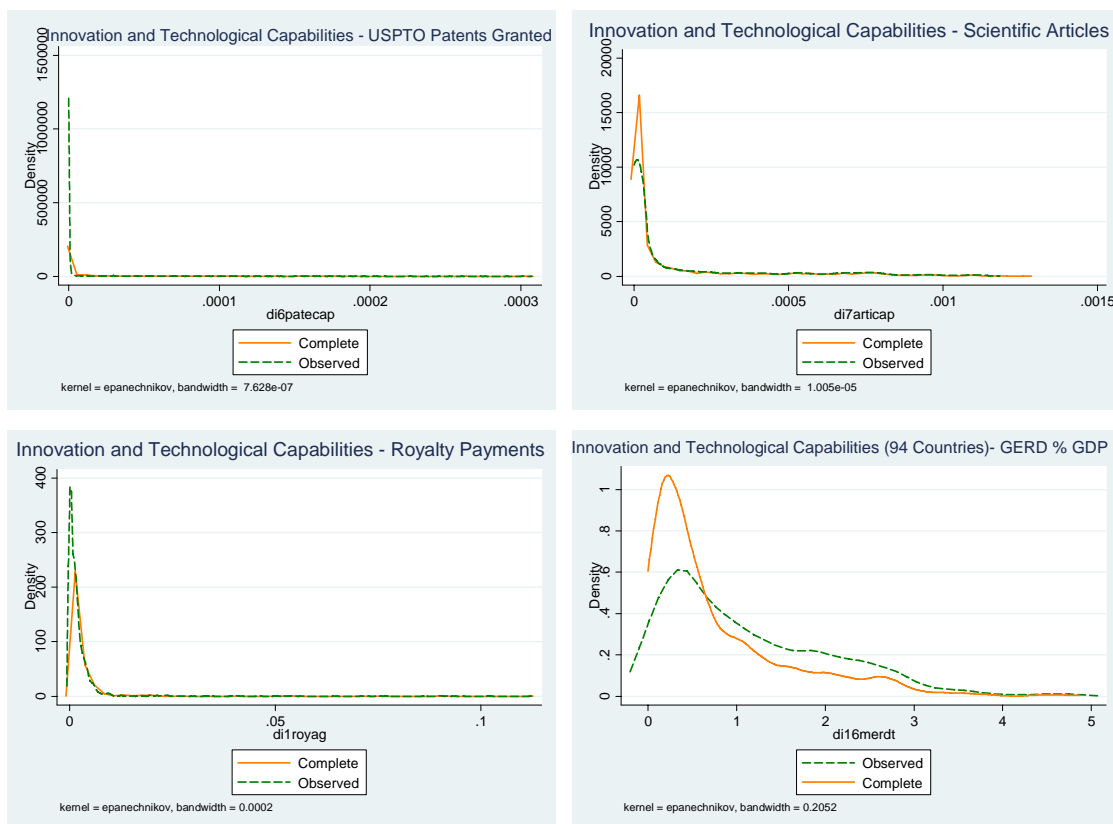 Innovation and Technological Capabilities - USPTO Patents Granted
Density
0
500000
1000000
1500000
0
.0001
.0002
.0003
di6patecap
Complete
Observed
kernel = epanechnikov, bandwidth = 7.628e-07
Innovation and Technological Capabilities - Scientific Articles
Density
0
5000
10000
15000
20000
0
.0005
.001
.0015
di7articap
Complete
Observed
kernel = epanechnikov, bandwidth = 1.005e-05
Innovation and Technological Capabilities - Royalty Payments
Density
0
100
200
300
400
0
.05
.1
di1royag
Complete
Observed
kernel = epanechnikov, bandwidth = 0.0002
Innovation and Technological Capabilities (94 Countries)- GERD % GDP
Density
0
.2
.4
.6
.8
1
0
1
2
3
4
5
di16merdt
Observed
Complete
kernel = epanechnikov, bandwidth = 0.2052